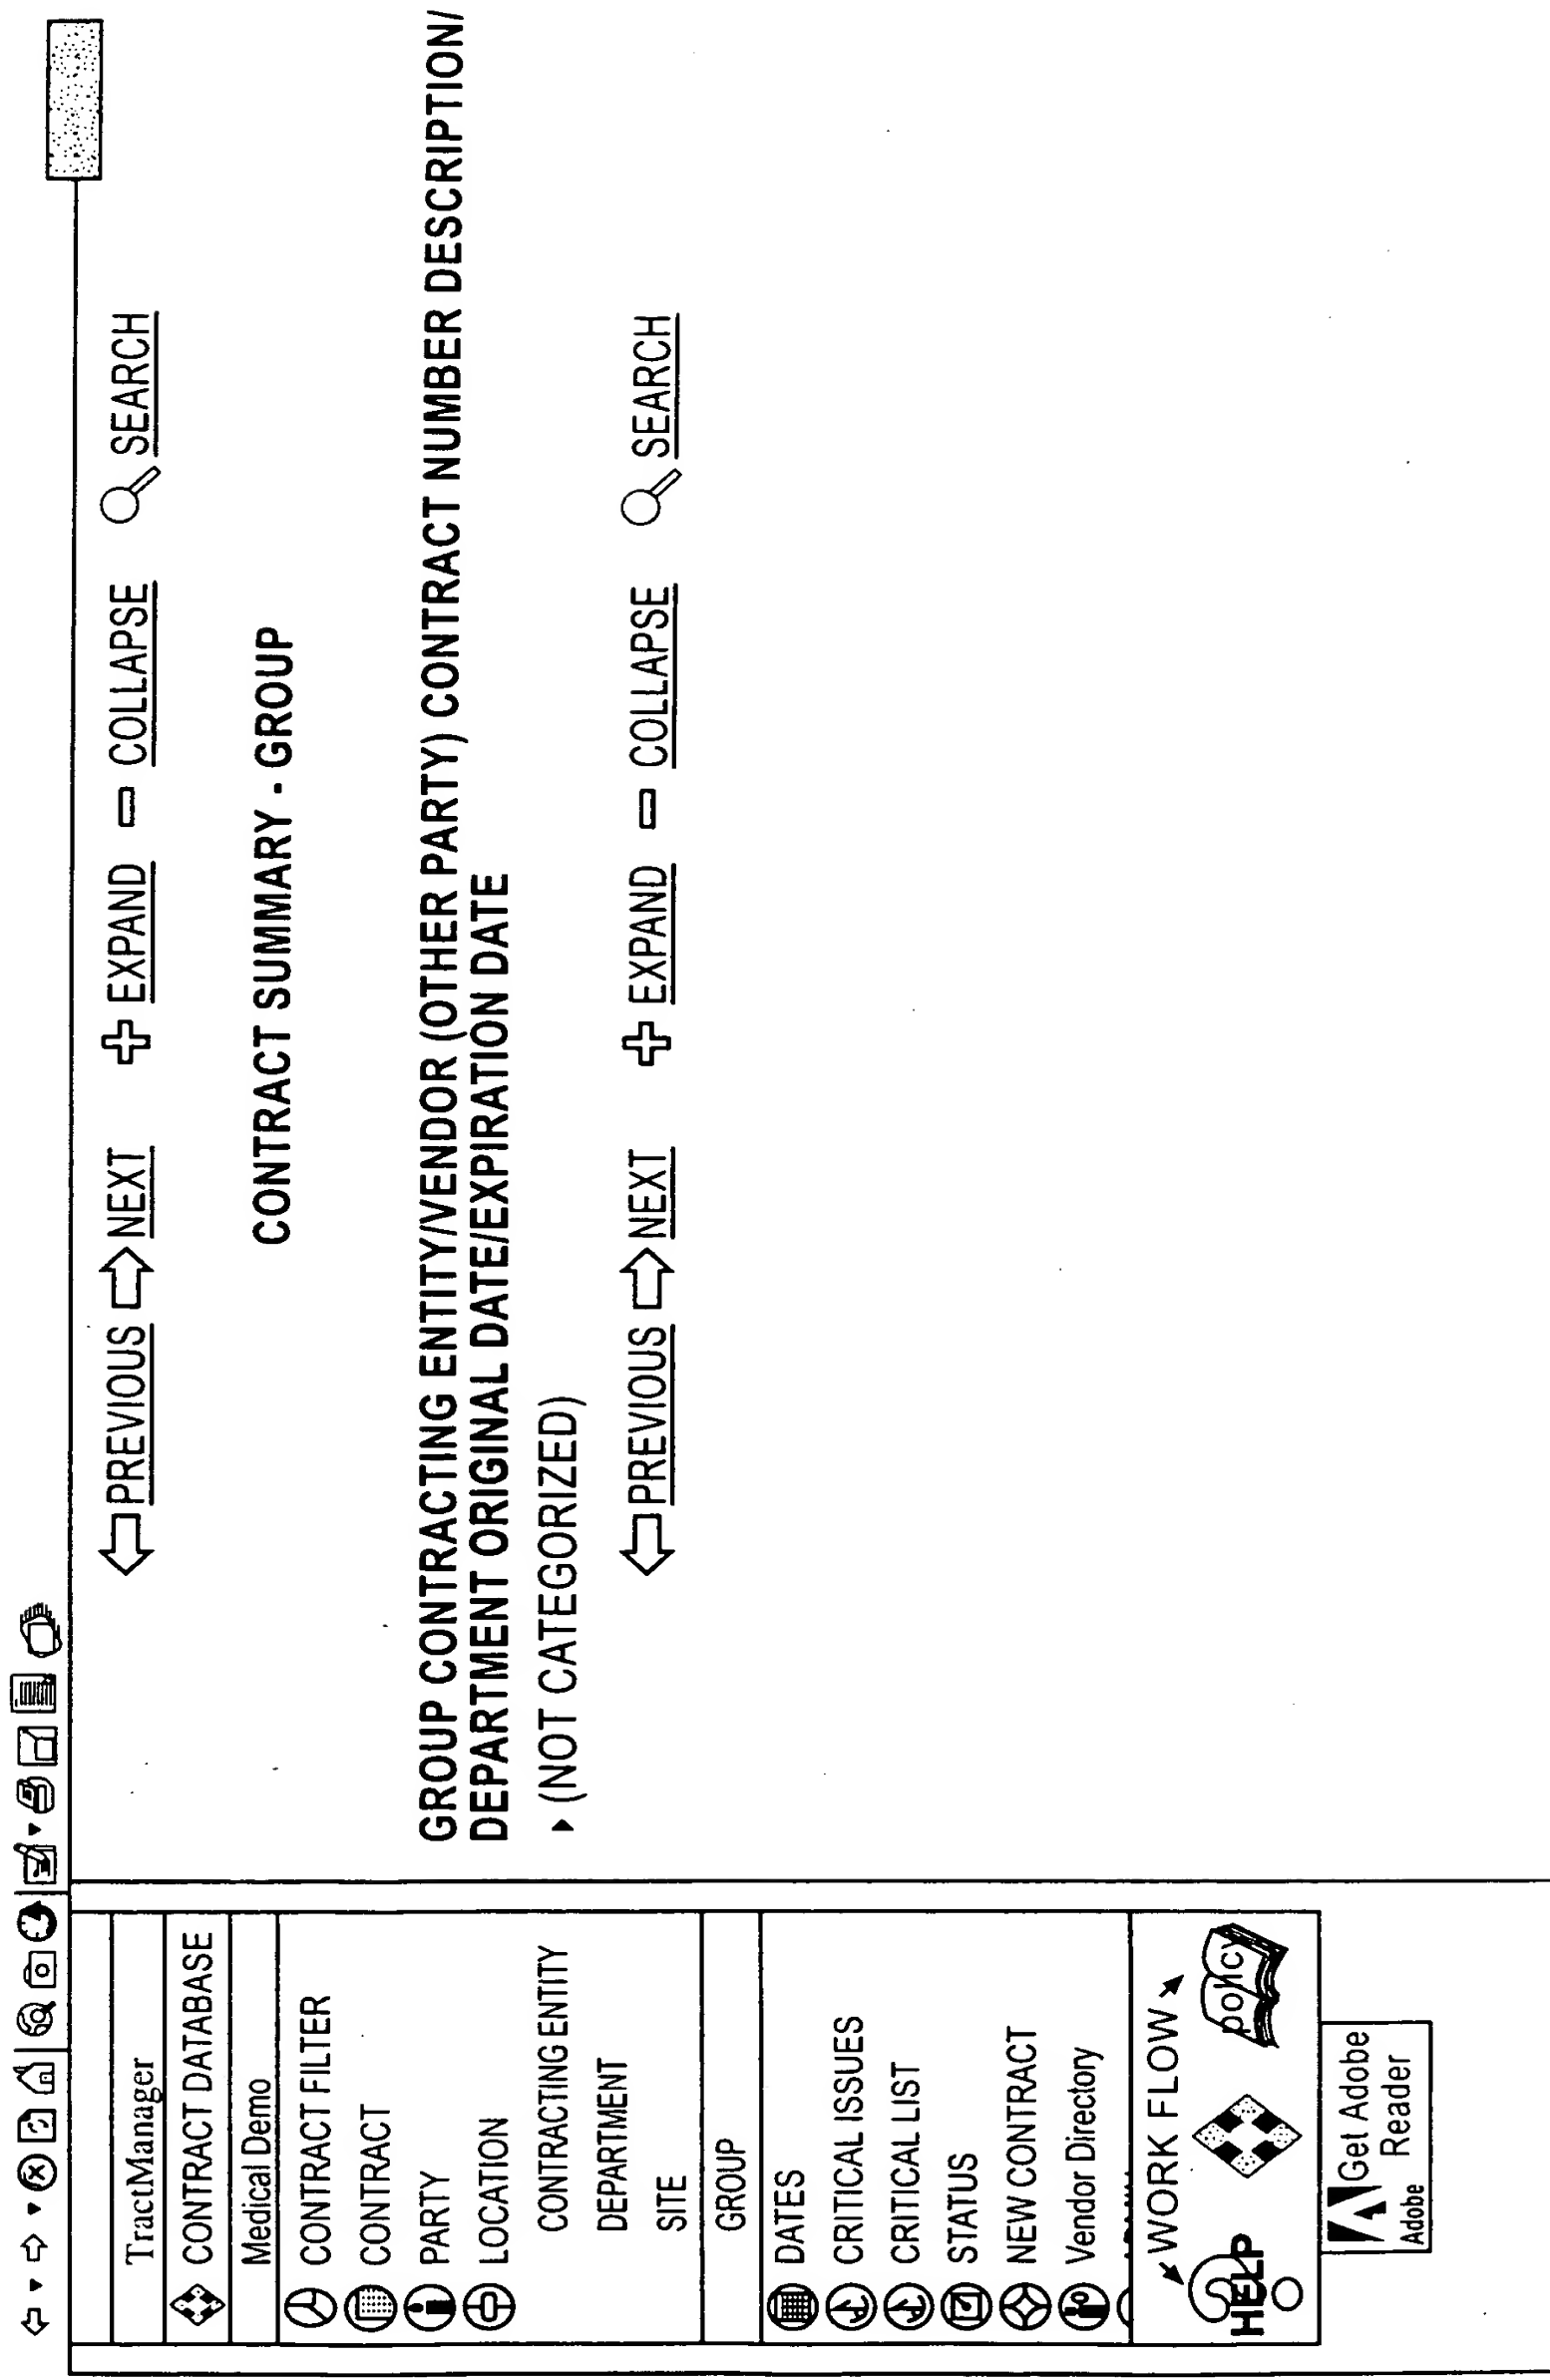 TractManager
CONTRACT DATABASE
Medical Demo
CONTRACT FILTER
CONTRACT
PARTY
LOCATION
CONTRACTING ENTITY
DEPARTMENT
SITE
GROUP
DATES
CRITICAL ISSUES
CRITICAL LIST
STATUS
NEW CONTRACT
Vendor Directory
WORK FLOW
HELP
policy
Adobe
Get Adobe
Reader
PREVIOUS NEXT EXPAND COLLAPSE SEARCH
CONTRACT SUMMARY - GROUP
GROUP CONTRACTING ENTITY/VENDOR (OTHER PARTY) CONTRACT NUMBER DESCRIPTION/
DEPARTMENT ORIGINAL DATE/EXPIRATION DATE
(NOT CATEGORIZED)
PREVIOUS NEXT EXPAND COLLAPSE SEARCH